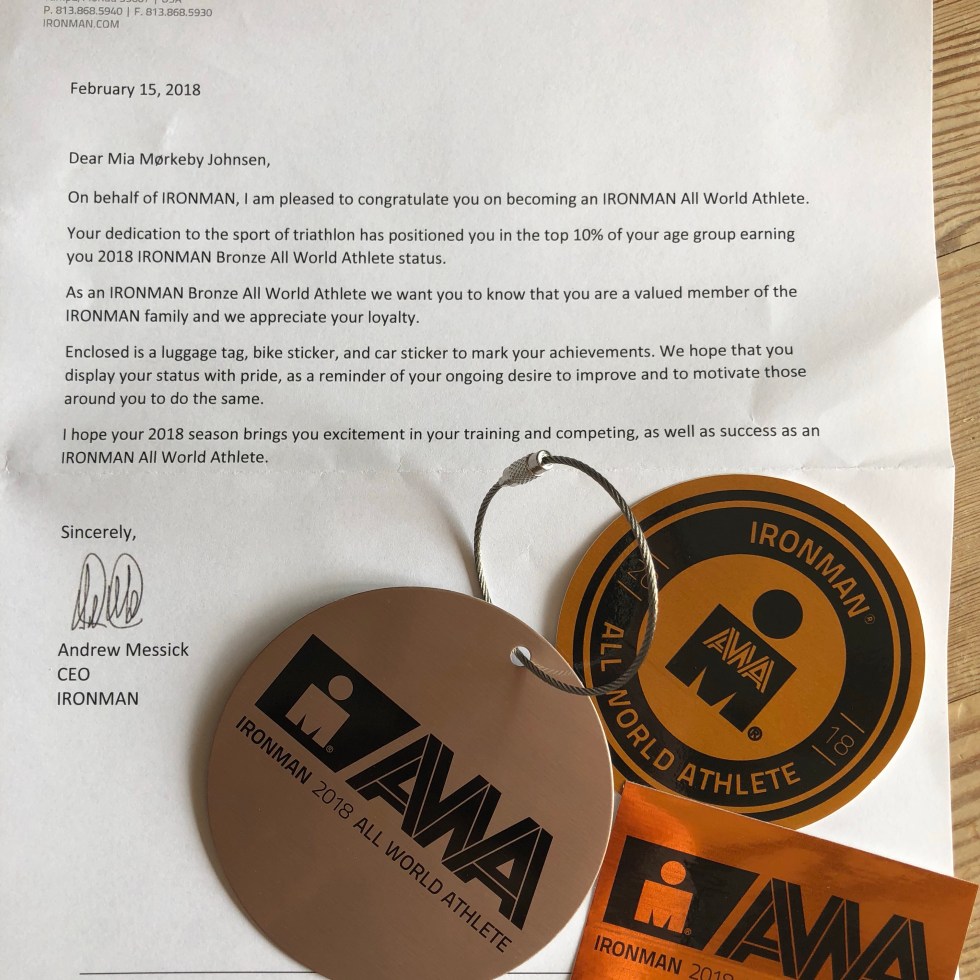 P. 813.868.5940 | F. 813.868.5930
IRONMAN.COM
February 15, 2018
Dear Mia Mørkeby Johnsen,
On behalf of IRONMAN, I am pleased to congratulate you on becoming an IRONMAN All World Athlete.
Your dedication to the sport of triathlon has positioned you in the top 10% of your age group earning
you 2018 IRONMAN Bronze All World Athlete status.
As an IRONMAN Bronze All World Athlete we want you to know that you are a valued member of the
IRONMAN family and we appreciate your loyalty.
Enclosed is a luggage tag, bike sticker, and car sticker to mark your achievements. We hope that you
display your status with pride, as a reminder of your ongoing desire to improve and to motivate those
around you to do the same.
I hope your 2018 season brings you excitement in your training and competing, as well as success as an
IRONMAN All World Athlete.
Sincerely,
Andrew Messick
CEO
IRONMAN
IRONMAN®
|20|
AWA
ALL WORLD ATHLETE
|18|
M®
AWA
IRONMAN 2018 ALL WORLD ATHLETE
M®
AWA
IRONMAN 2018